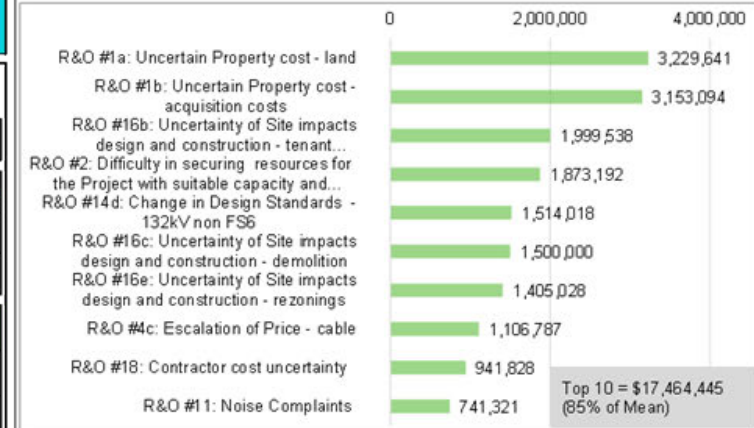 0 2,000,000 4,000,000
R&O #1a: Uncertain Property cost - land 3,229,641
R&O #1b: Uncertain Property cost -
acquisition costs 3,153,094
R&O #16b: Uncertainty of Site impacts
design and construction - tenant... 1,999,538
R&O #2: Difficulty in securing resources for
the Project with suitable capacity and... 1,873,192
R&O #14d: Change in Design Standards -
132kV non FS6 1,514,018
R&O #16c: Uncertainty of Site impacts
design and construction - demolition 1,500,000
R&O #16e: Uncertainty of Site impacts
design and construction - rezonings 1,405,028
R&O #4c: Escalation of Price - cable 1,106,787
R&O #18: Contractor cost uncertainty 941,828
R&O #11: Noise Complaints 741,321
Top 10 = $17,464,445
(85% of Mean)